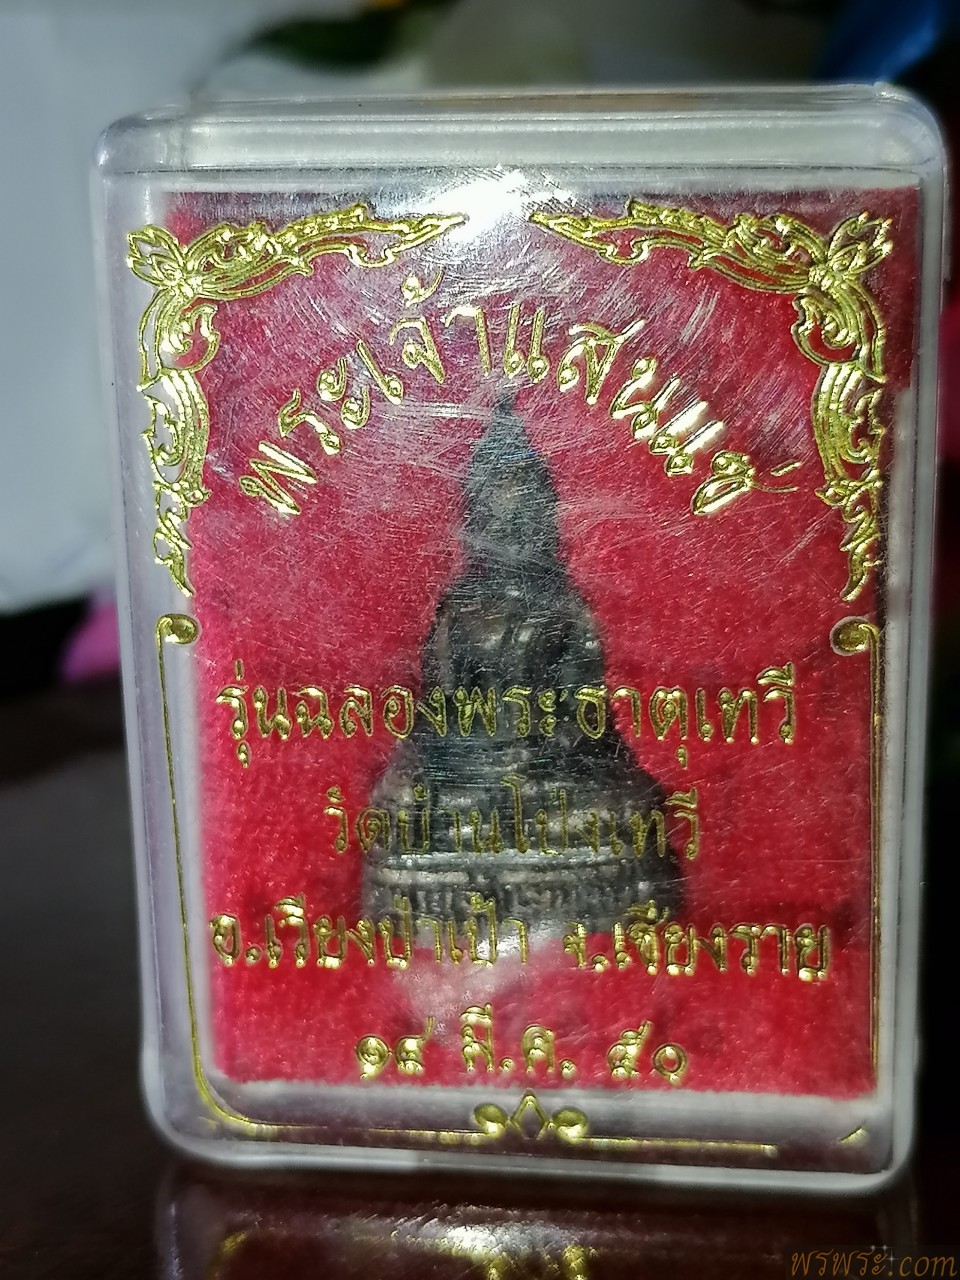 พระเจ้าแสนแซ่
รุ่นฉลองพระธาตุเทวี
วัดบ้านโป่งเทวี
อ.เวียงป่าเป้า จ.เชียงราย
๑๘ มี.ค. ๕๐
พรพระ.com